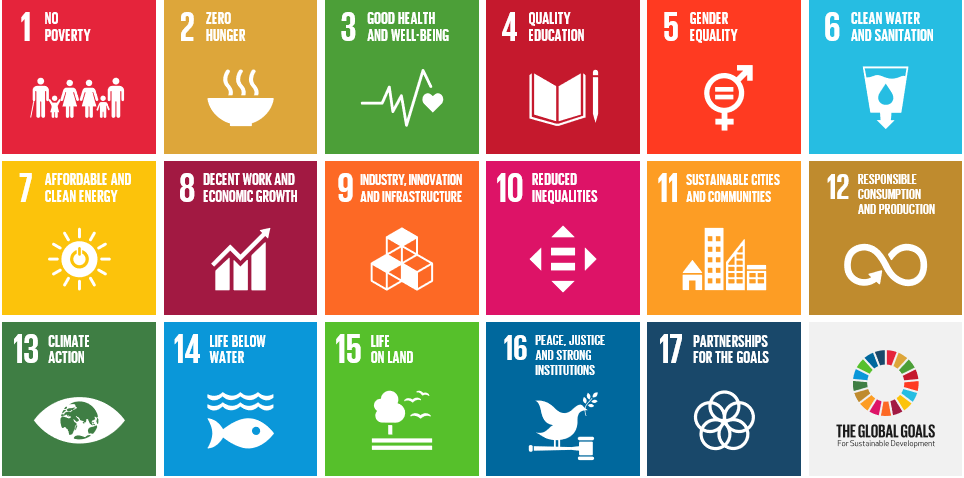 1 NO
POVERTY
2 ZERO
HUNGER
3 GOOD HEALTH
AND WELL-BEING
4 QUALITY
EDUCATION
5 GENDER
EQUALITY
6 CLEAN WATER
AND SANITATION
7 AFFORDABLE AND
CLEAN ENERGY
8 DECENT WORK AND
ECONOMIC GROWTH
9 INDUSTRY, INNOVATION
AND INFRASTRUCTURE
10 REDUCED
INEQUALITIES
11 SUSTAINABLE CITIES
AND COMMUNITIES
12 RESPONSIBLE
CONSUMPTION
AND PRODUCTION
13 CLIMATE
ACTION
14 LIFE BELOW
WATER
15 LIFE
ON LAND
16 PEACE, JUSTICE
AND STRONG
INSTITUTIONS
17 PARTNERSHIPS
FOR THE GOALS
THE GLOBAL GOALS
For Sustainable Development